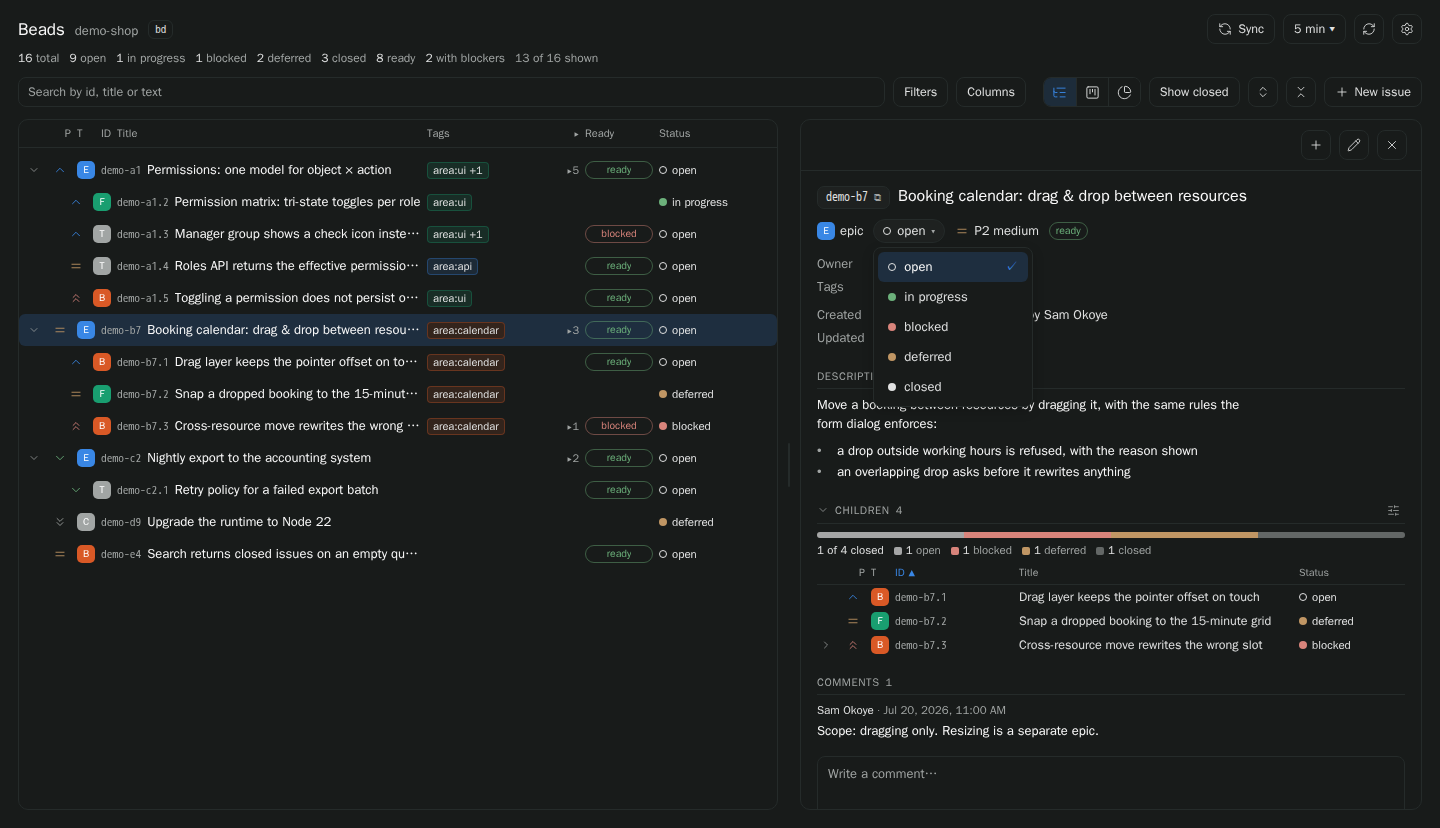 Beads demo-shop bd
Sync 5 min ▾
16 total 9 open 1 in progress 1 blocked 2 deferred 3 closed 8 ready 2 with blockers 13 of 16 shown
Search by id, title or text
Filters Columns Show closed + New issue
P T ID Title Tags ▸ Ready Status
E demo-a1 Permissions: one model for object × action area:ui +1 ▸5 ready open
F demo-a1.2 Permission matrix: tri-state toggles per role area:ui in progress
T demo-a1.3 Manager group shows a check icon inste··· area:ui +1 blocked open
T demo-a1.4 Roles API returns the effective permissio··· area:api ready open
B demo-a1.5 Toggling a permission does not persist o··· area:ui ready open
E demo-b7 Booking calendar: drag & drop between resou··· area:calendar ▸3 ready open
B demo-b7.1 Drag layer keeps the pointer offset on to··· area:calendar ready open
F demo-b7.2 Snap a dropped booking to the 15-minut··· area:calendar deferred
B demo-b7.3 Cross-resource move rewrites the wrong ··· area:calendar ▸1 blocked blocked
E demo-c2 Nightly export to the accounting system ▸2 ready open
T demo-c2.1 Retry policy for a failed export batch ready open
C demo-d9 Upgrade the runtime to Node 22 deferred
B demo-e4 Search returns closed issues on an empty qu··· ready open
demo-b7 Booking calendar: drag & drop between resources
E epic open ▾ P2 medium ready
Owner
Tags
Created by Sam Okoye
Updated
open ✓
in progress
blocked
deferred
closed
DESCRIPTI
Move a booking between resources by dragging it, with the same rules the
form dialog enforces:
• a drop outside working hours is refused, with the reason shown
• an overlapping drop asks before it rewrites anything
CHILDREN 4
1 of 4 closed 1 open 1 blocked 1 deferred 1 closed
P T ID ▲ Title Status
B demo-b7.1 Drag layer keeps the pointer offset on touch open
F demo-b7.2 Snap a dropped booking to the 15-minute grid deferred
B demo-b7.3 Cross-resource move rewrites the wrong slot blocked
COMMENTS 1
Sam Okoye · Jul 20, 2026, 11:00 AM
Scope: dragging only. Resizing is a separate epic.
Write a comment···